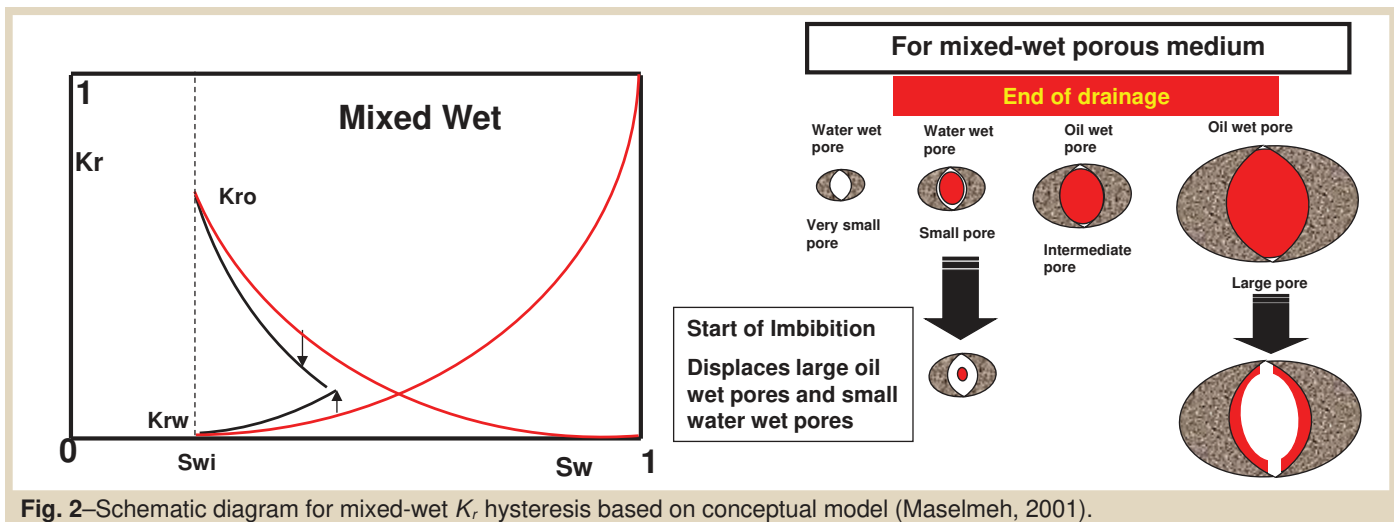 1
Kr
Mixed Wet
Kro
Krw
0
Swi
Sw
1
For mixed-wet porous medium
End of drainage
Water wet
pore
Water wet
pore
Oil wet
pore
Oil wet pore
Very small
pore
Small pore
Intermediate
pore
Large pore
Start of Imbibition
Displaces large oil
wet pores and small
water wet pores
Fig. 2–Schematic diagram for mixed-wet Kr hysteresis based on conceptual model (Maselmeh, 2001).